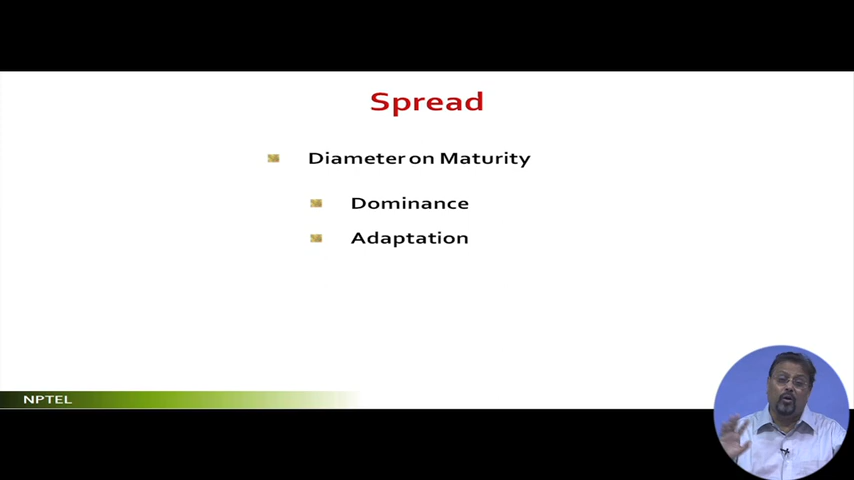 Spread
Diameter on Maturity
Dominance
Adaptation
NPTEL